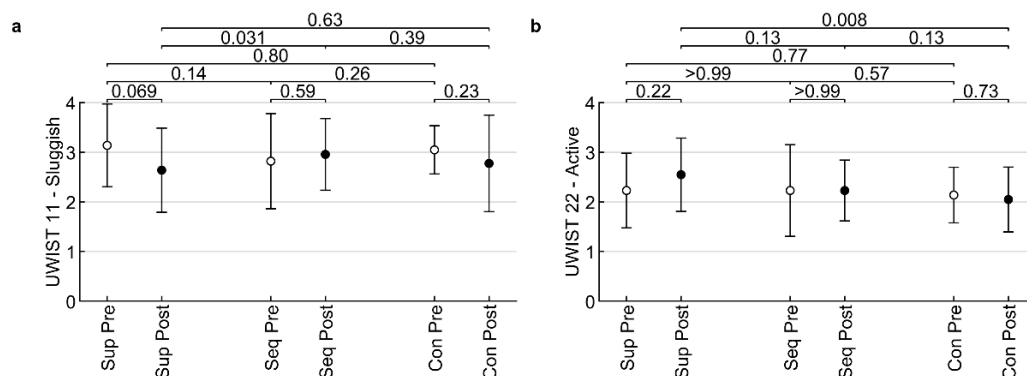 a
0.63
0.031 0.39
0.80
0.14 0.26
0.069 0.59 0.23
4
3
2
1
0
UWIST 11 - Sluggish
Sup Pre
Sup Post
Seq Pre
Seq Post
Con Pre
Con Post
b
0.008
0.13 0.13
0.77
>0.99 0.57
0.22 >0.99 0.73
4
3
2
1
0
UWIST 22 - Active
Sup Pre
Sup Post
Seq Pre
Seq Post
Con Pre
Con Post